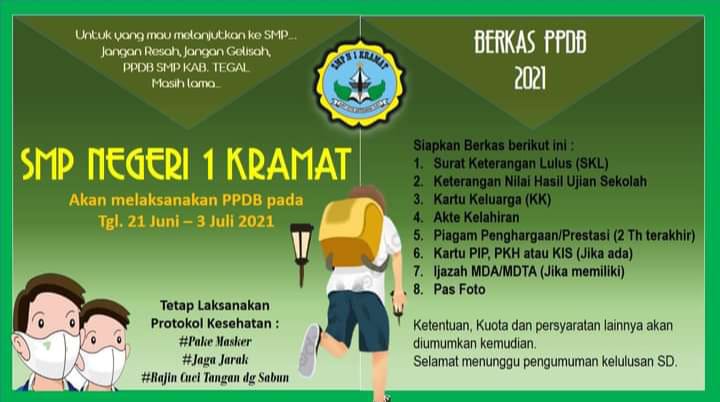 Untuk yang mau melanjutkan ke SMP....
Jangan Resah, Jangan Gelisah,
PPDB SMP KAB. TEGAL
Masih lama...
SMP N 1 KRAMAT
SMP NEGERI 1 KRAMAT
Akan melaksanakan PPDB pada
Tgl. 21 Juni – 3 Juli 2021
Tetap Laksanakan
Protokol Kesehatan :
#Pake Masker
#Jaga Jarak
#Rajin Cuci Tangan dg Sabun
BERKAS PPDB
2021
Siapkan Berkas berikut ini :
1. Surat Keterangan Lulus (SKL)
2. Keterangan Nilai Hasil Ujian Sekolah
3. Kartu Keluarga (KK)
4. Akte Kelahiran
5. Piagam Penghargaan/Prestasi (2 Th terakhir)
6. Kartu PIP, PKH atau KIS (Jika ada)
7. Ijazah MDA/MDTA (Jika memiliki)
8. Pas Foto
Ketentuan, Kuota dan persyaratan lainnya akan
diumumkan kemudian.
Selamat menunggu pengumuman kelulusan SD.